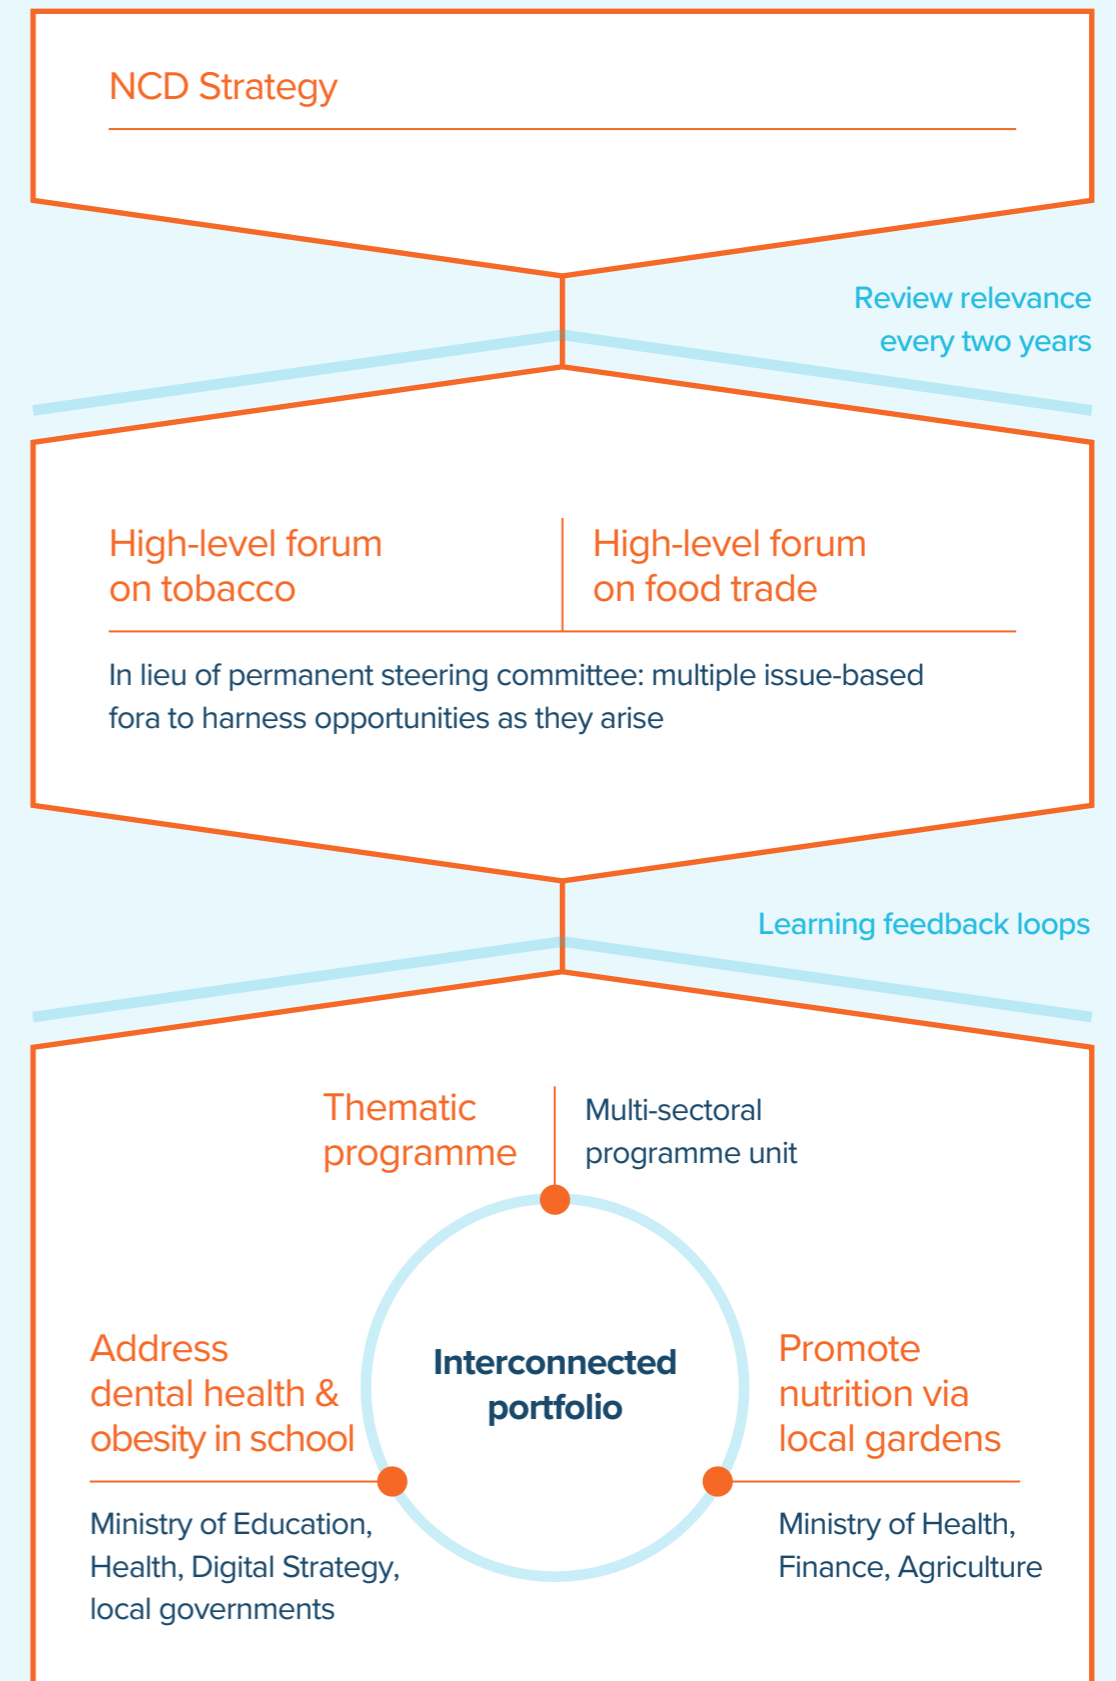 NCD Strategy
Review relevance
every two years
High-level forum
on tobacco
High-level forum
on food trade
In lieu of permanent steering committee: multiple issue-based
fora to harness opportunities as they arise
Learning feedback loops
Thematic
programme
Multi-sectoral
programme unit
Interconnected
portfolio
Address
dental health &
obesity in school
Ministry of Education,
Health, Digital Strategy,
local governments
Promote
nutrition via
local gardens
Ministry of Health,
Finance, Agriculture